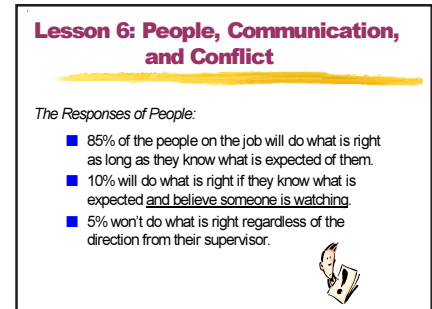 Lesson 6: People, Communication,
and Conflict
The Responses of People:
■ 85% of the people on the job will do what is right
as long as they know what is expected of them.
■ 10% will do what is right if they know what is
expected and believe someone is watching.
■ 5% won't do what is right regardless of the
direction from their supervisor.